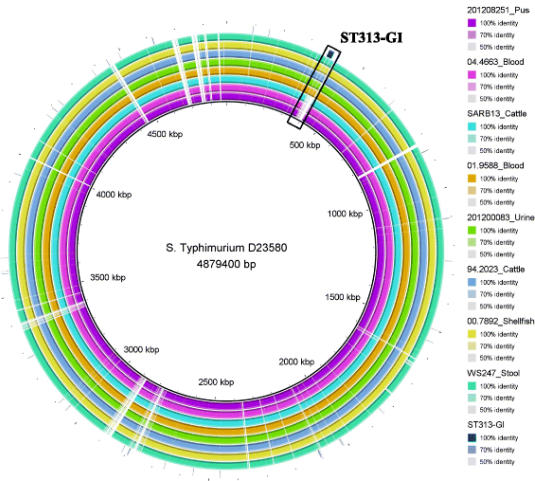 ST313-GI
500 kbp
1000 kbp
1500 kbp
2000 kbp
2500 kbp
3000 kbp
3500 kbp
4000 kbp
4500 kbp
S. Typhimurium D23580
4879400 bp
201208251_Pus
100% identity
70% identity
50% identity
04.4663_Blood
100% identity
70% identity
50% identity
SARB13_Cattle
100% identity
70% identity
50% identity
01.9588_Blood
100% identity
70% identity
50% identity
201200083_Urine
100% identity
70% identity
50% identity
94.2023_Cattle
100% identity
70% identity
50% identity
00.7892_Shellfish
100% identity
70% identity
50% identity
WS247_Stool
100% identity
70% identity
50% identity
ST313-GI
100% identity
70% identity
50% identity